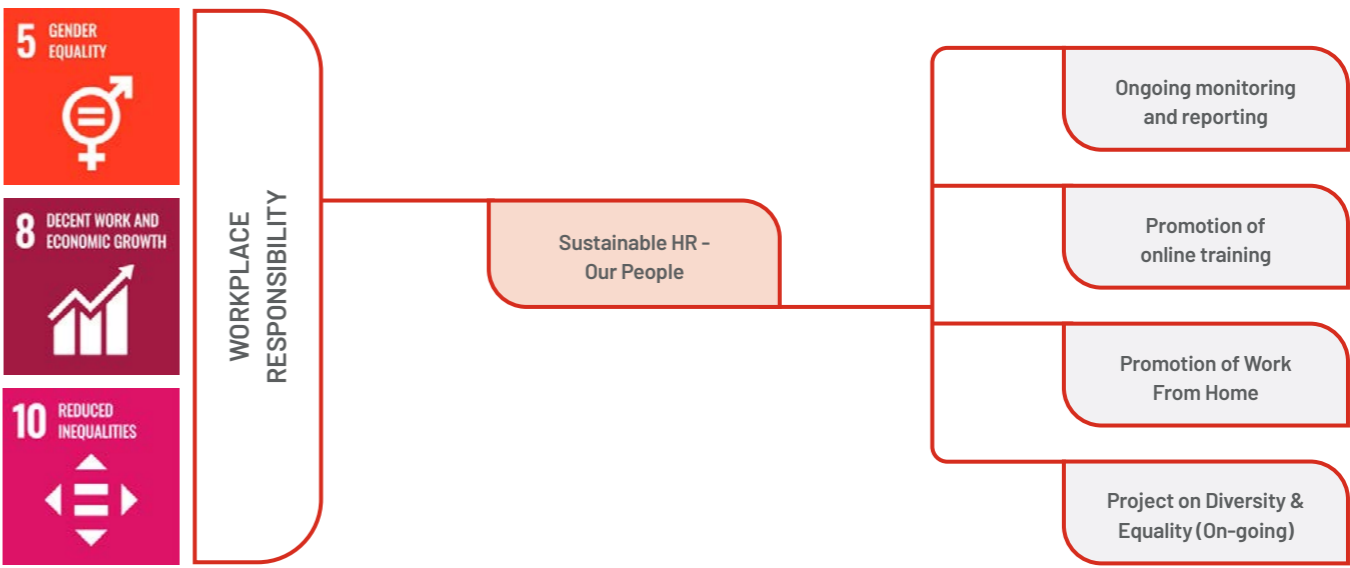 5 GENDER
EQUALITY
8 DECENT WORK AND
ECONOMIC GROWTH
10 REDUCED
INEQUALITIES
WORKPLACE
RESPONSIBILITY
Sustainable HR -
Our People
Ongoing monitoring
and reporting
Promotion of
online training
Promotion of Work
From Home
Project on Diversity &
Equality (On-going)